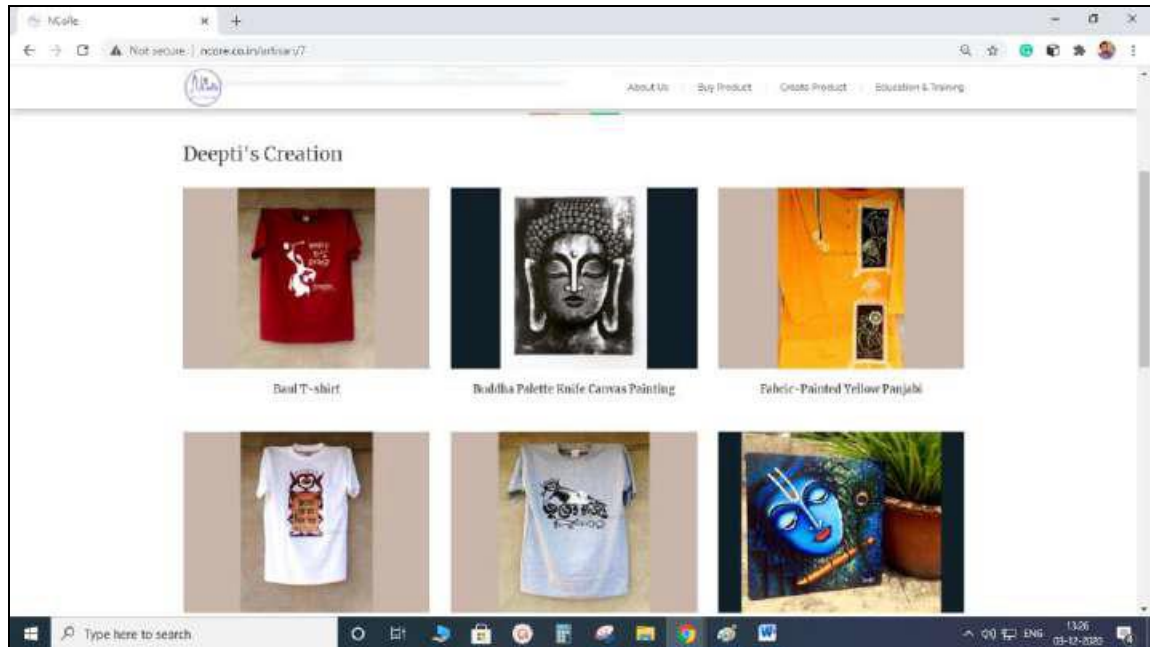 Not secure | ncore.co.in/artisan/7
About Us
Buy Product
Create Product
Education & Training
Deepti's Creation
Baul T-shirt
Buddha Palette Knife Canvas Painting
Fabric-Painted Yellow Panjabi
Type here to search
ENG
13:26
03-12-2020